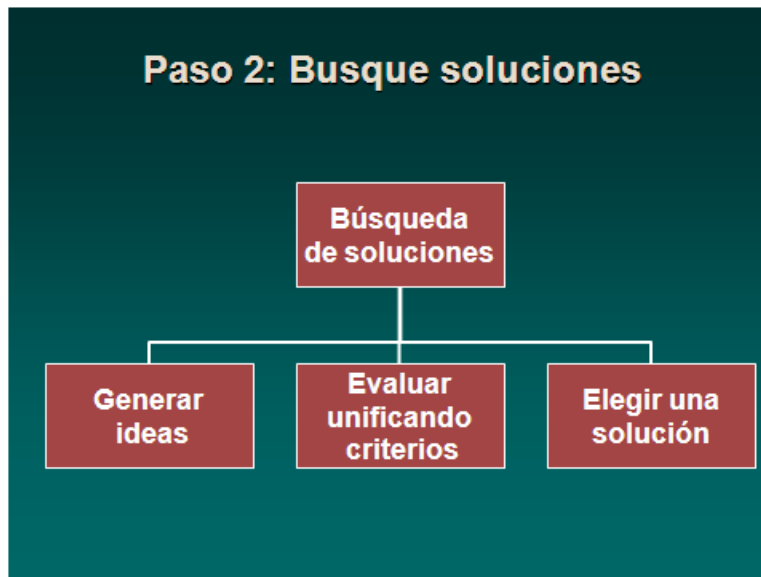 Paso 2: Busque soluciones
Búsqueda
de soluciones
Generar
ideas
Evaluar
unificando
criterios
Elegir una
solución